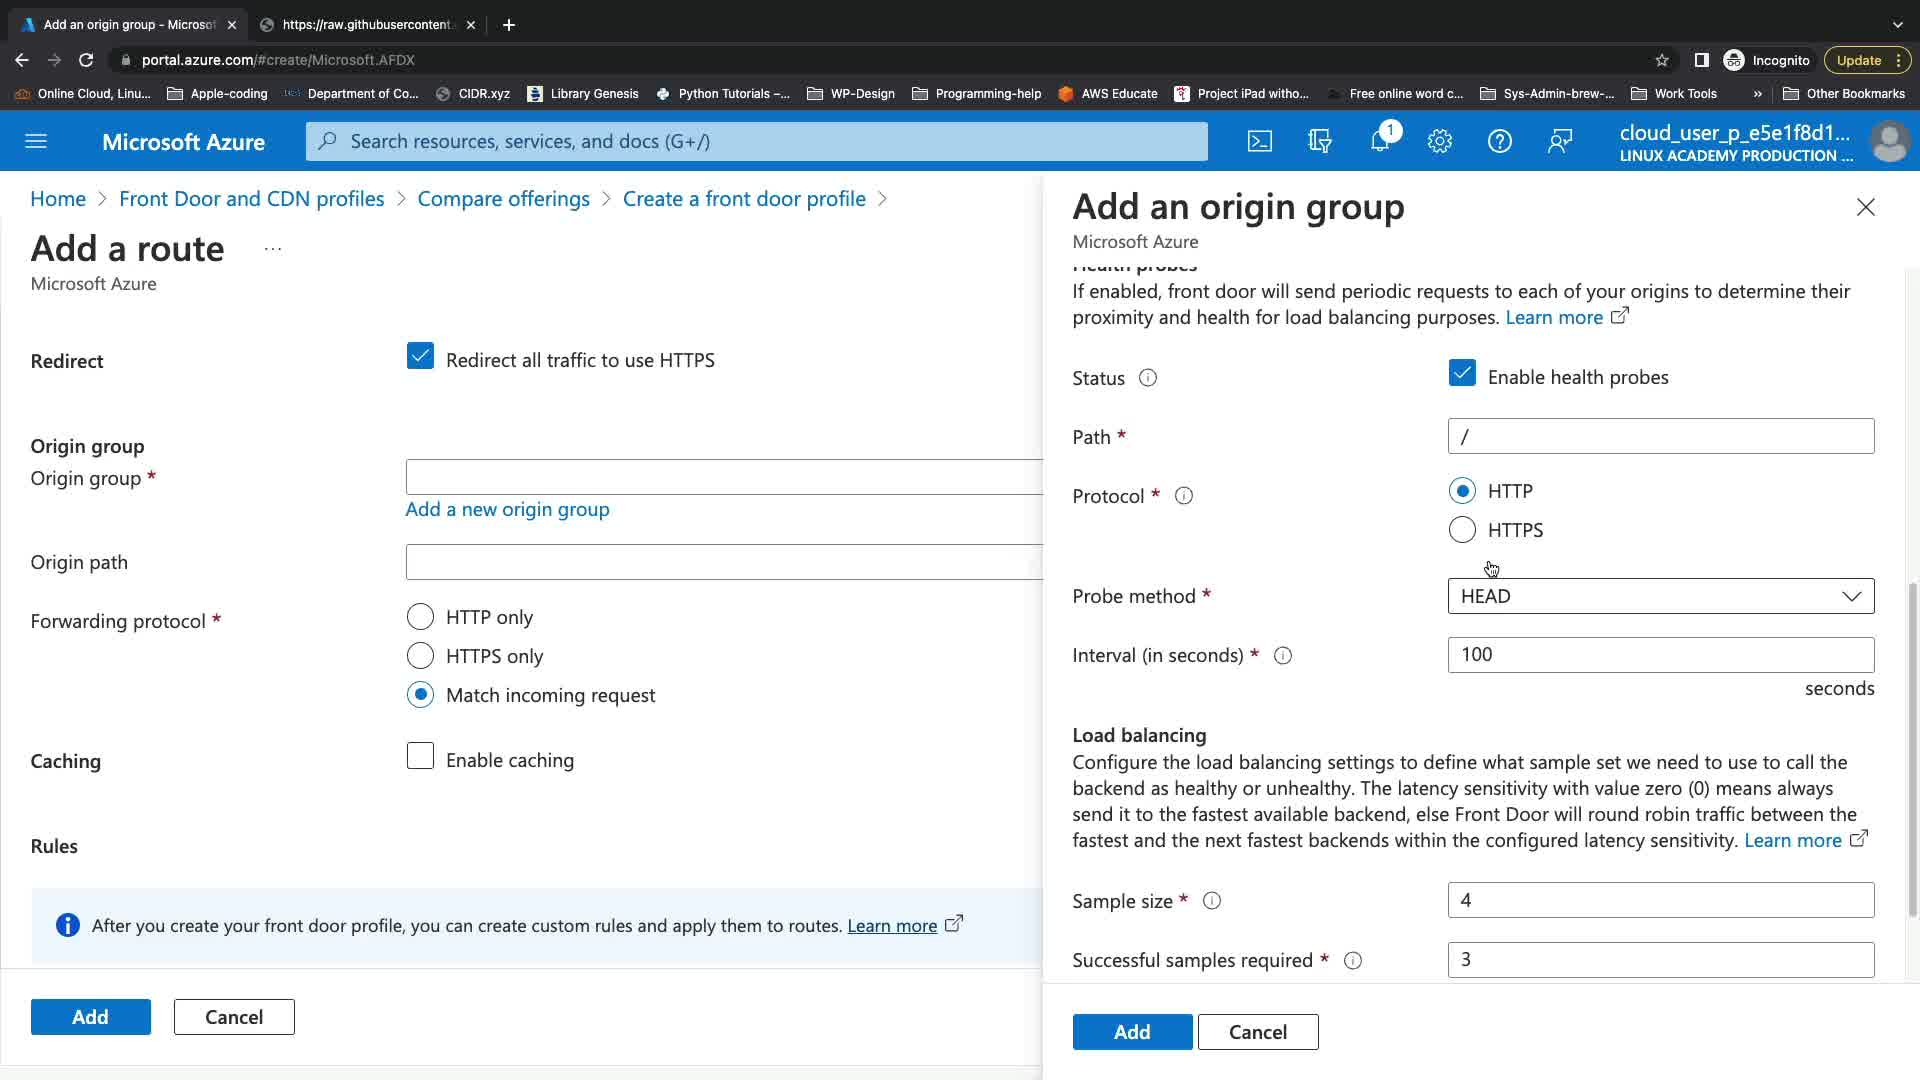 Add an origin group - Microsof
https://raw.githubusercontent.
portal.azure.com/#create/Microsoft.AFDX
Incognito
Update
Online Cloud, Linu...
Apple-coding
Department of Co...
CIDR.xyz
Library Genesis
Python Tutorials –...
WP-Design
Programming-help
AWS Educate
Project iPad witho...
Free online word c...
Sys-Admin-brew-...
Work Tools
»
Other Bookmarks
Microsoft Azure
Search resources, services, and docs (G+/)
1
cloud_user_p_e5e1f8d1...
LINUX ACADEMY PRODUCTION ...
Home > Front Door and CDN profiles > Compare offerings > Create a front door profile >
Add a route ...
Microsoft Azure
Redirect
Redirect all traffic to use HTTPS
Origin group
Origin group *
Add a new origin group
Origin path
Forwarding protocol *
HTTP only
HTTPS only
Match incoming request
Caching
Enable caching
Rules
After you create your front door profile, you can create custom rules and apply them to routes. Learn more
Add
Cancel
Add an origin group
Microsoft Azure
Health probes
If enabled, front door will send periodic requests to each of your origins to determine their
proximity and health for load balancing purposes. Learn more
Status
Enable health probes
Path *
/
Protocol *
HTTP
HTTPS
Probe method *
HEAD
Interval (in seconds) *
100
seconds
Load balancing
Configure the load balancing settings to define what sample set we need to use to call the
backend as healthy or unhealthy. The latency sensitivity with value zero (0) means always
send it to the fastest available backend, else Front Door will round robin traffic between the
fastest and the next fastest backends within the configured latency sensitivity. Learn more
Sample size *
4
Successful samples required *
3
Add
Cancel